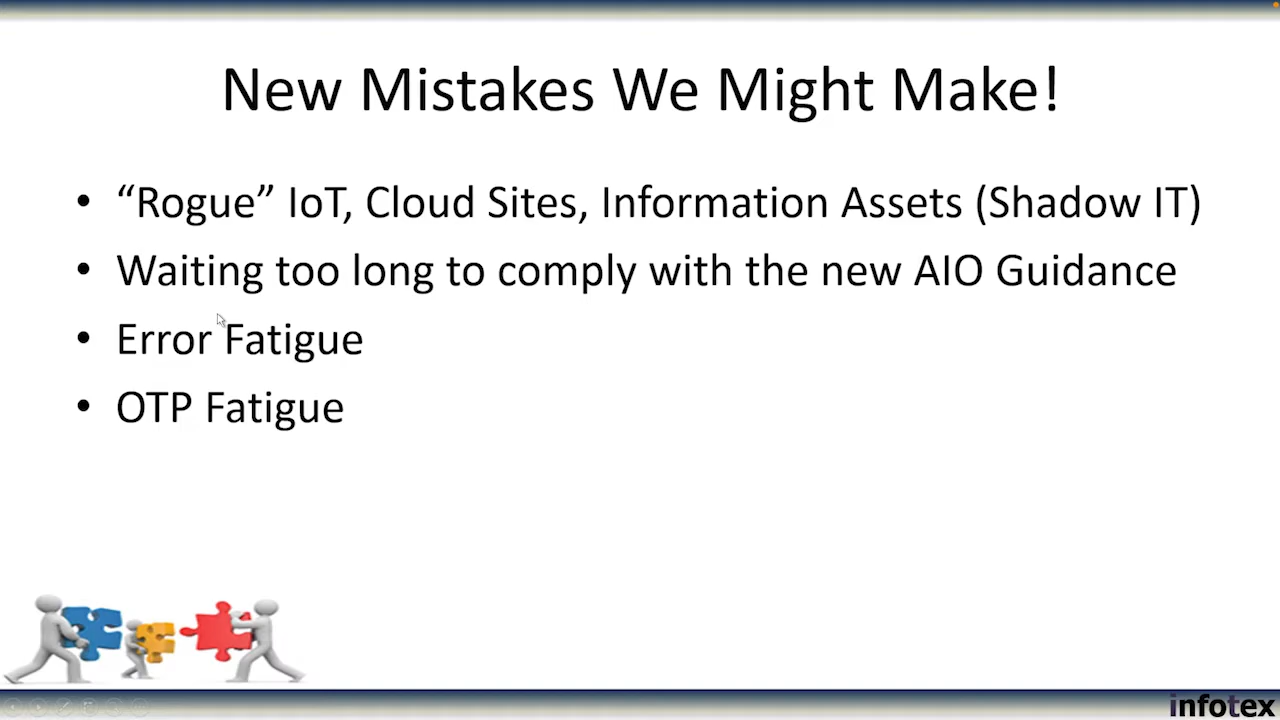 New Mistakes We Might Make!
• “Rogue” IoT, Cloud Sites, Information Assets (Shadow IT)
• Waiting too long to comply with the new AIO Guidance
• Error Fatigue
• OTP Fatigue
infotex